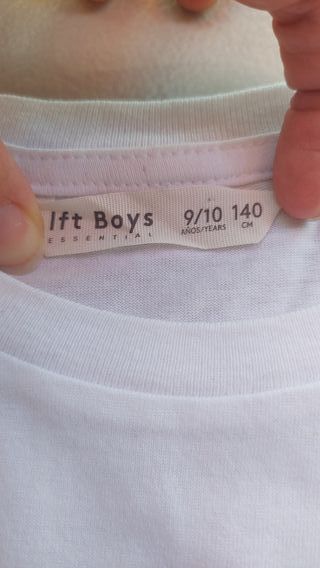 lft Boys
ESSENTIAL
9/10 140
AÑOS/YEARS CM